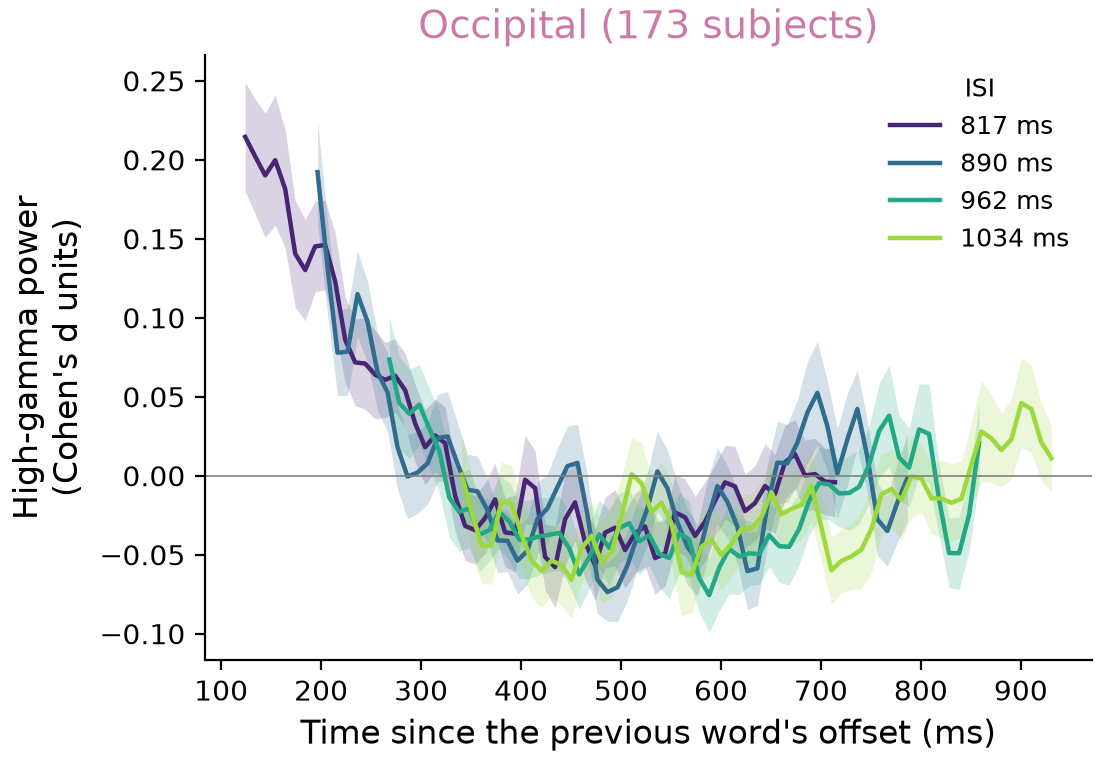 Occipital (173 subjects)
High-gamma power
(Cohen's d units)
0.25
0.20
0.15
0.10
0.05
0.00
−0.05
−0.10
ISI
817 ms
890 ms
962 ms
1034 ms
100 200 300 400 500 600 700 800 900
Time since the previous word's offset (ms)